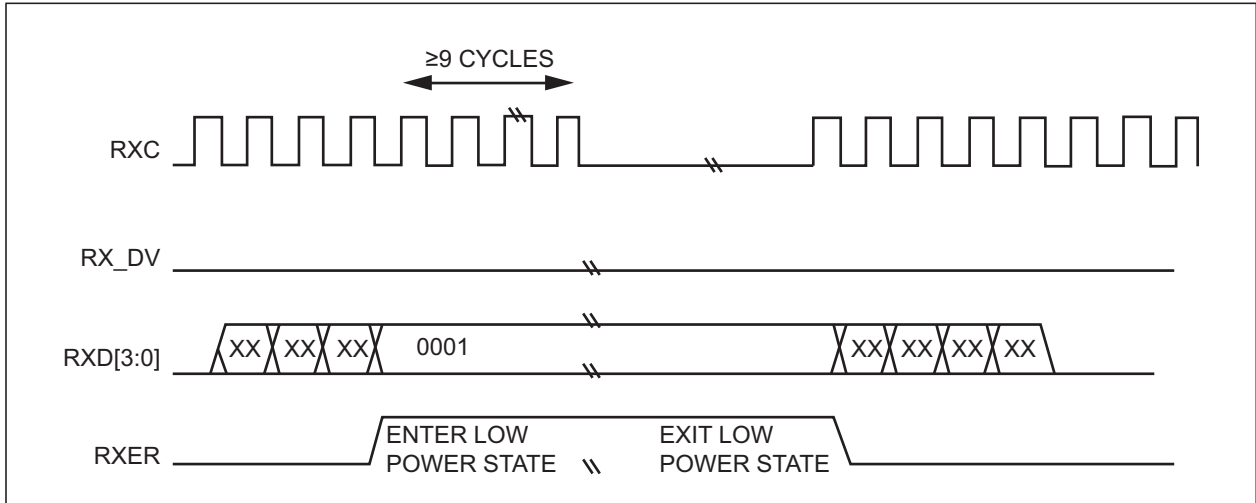 ≥9 CYCLES
RXC
RX_DV
RXD[3:0] XX XX XX 0001 XX XX XX XX
RXER
ENTER LOW EXIT LOW
POWER STATE POWER STATE